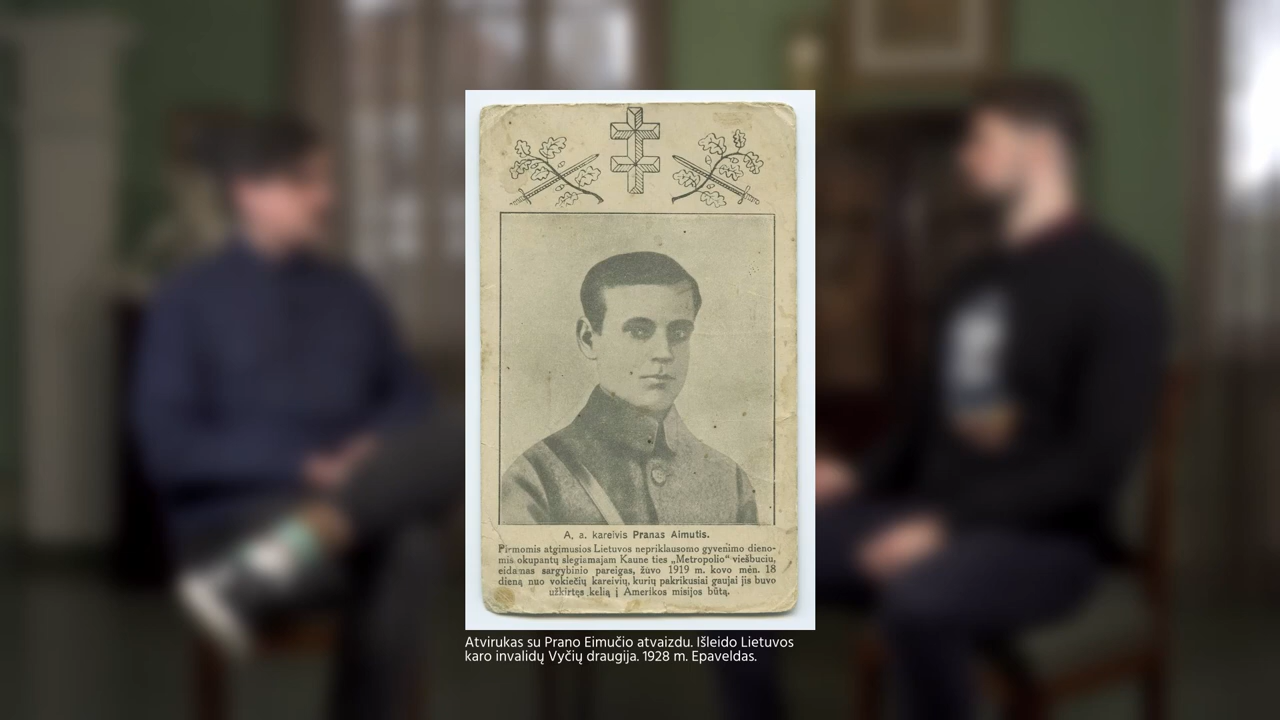 A, a. kareivis Pranas Aimutis.
Pirmomis atgimusios Lietuvos nepriklausomo gyvenimo dieno-
mis okupantų slegiamajam Kaune ties „Metropolio" viešbučiu,
eidamas sargybinio pareigas, žuvo 1919 m. kovo mėn. 18
dieną nuo vokiečių kareivių, kurių pakrikusiai gaujai jis buvo
užkirtęs kelią į Amerikos misijos būtą.
Atvirukas su Prano Eimučio atvaizdu. Išleido Lietuvos
karo invalidų Vyčių draugija. 1928 m. Epaveldas.